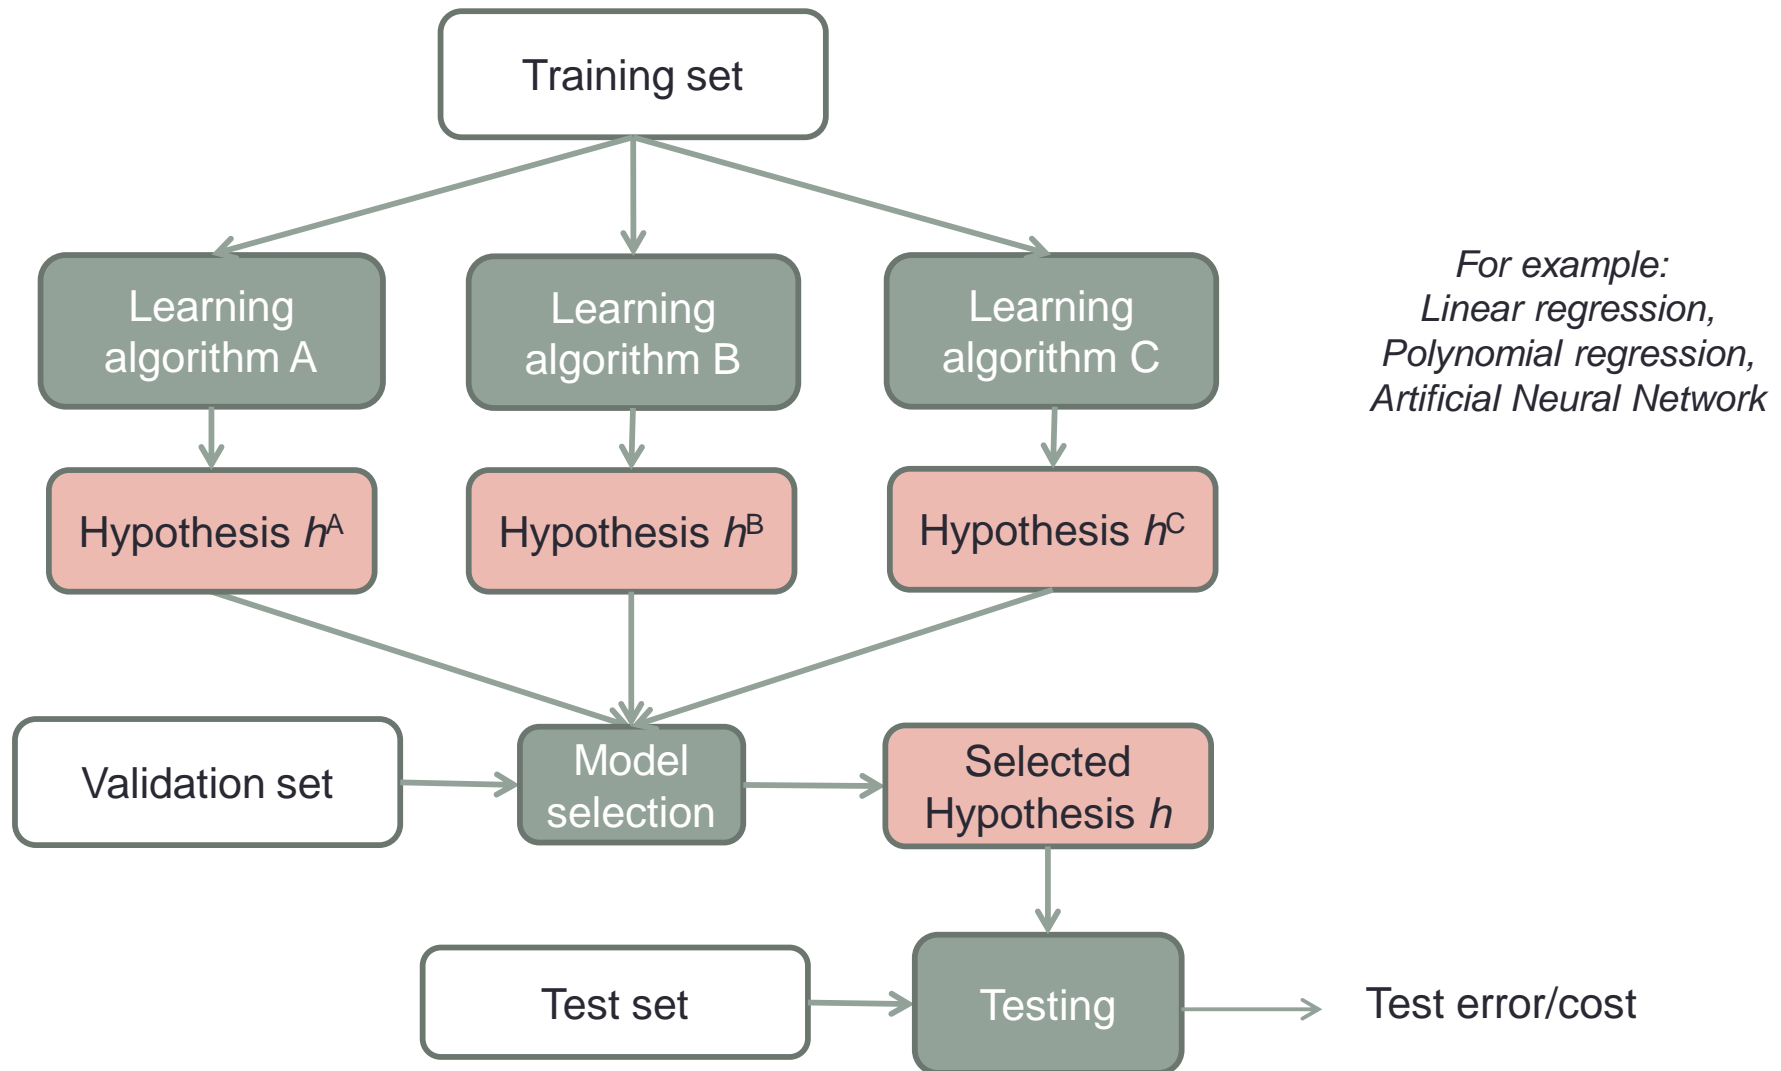 Training set
Learning
algorithm A
Learning
algorithm B
Learning
algorithm C
For example:
Linear regression,
Polynomial regression,
Artificial Neural Network
Hypothesis hᴬ
Hypothesis hᴮ
Hypothesis hᶜ
Validation set
Model
selection
Selected
Hypothesis h
Test set
Testing
Test error/cost